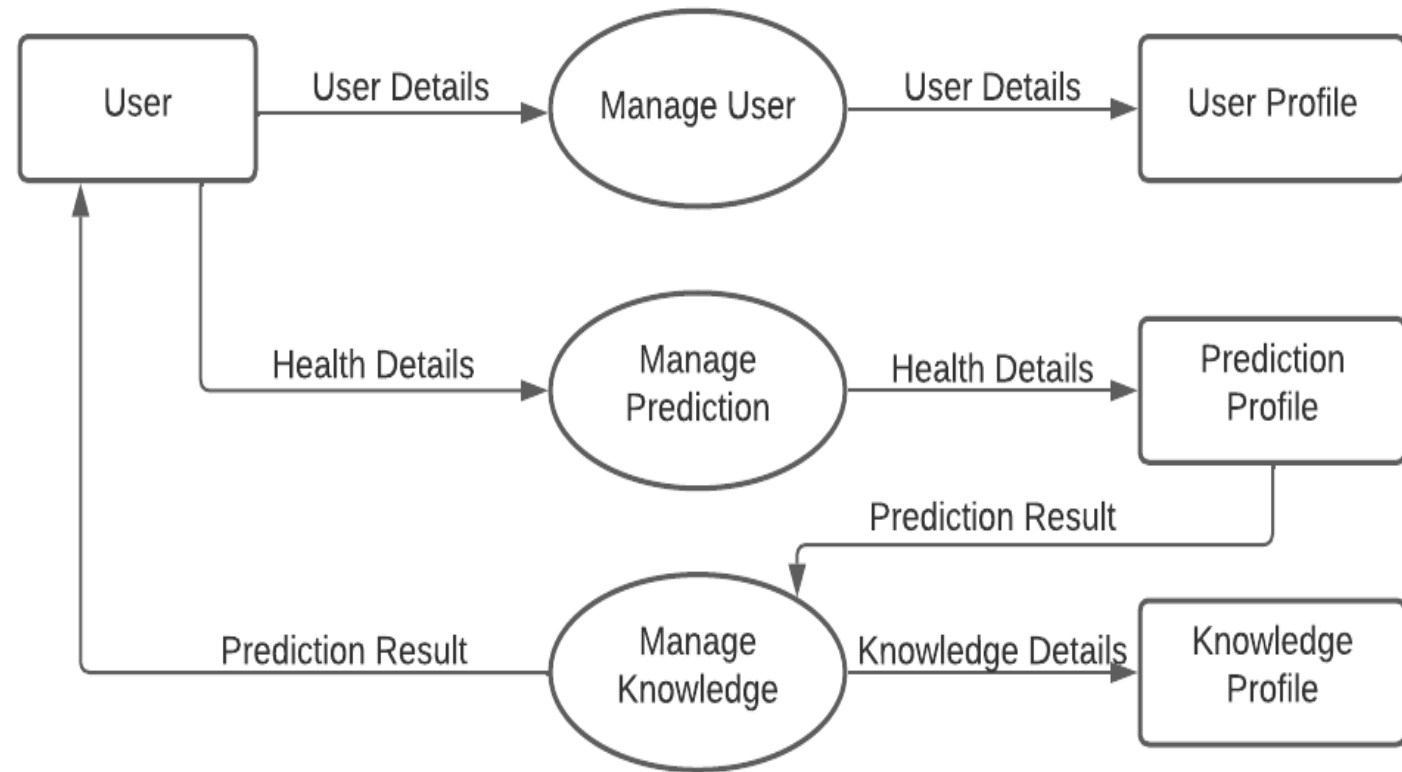 User
User Details
Manage User
User Details
User Profile
Health Details
Manage
Prediction
Health Details
Prediction
Profile
Prediction Result
Prediction Result
Manage
Knowledge
Knowledge Details
Knowledge
Profile